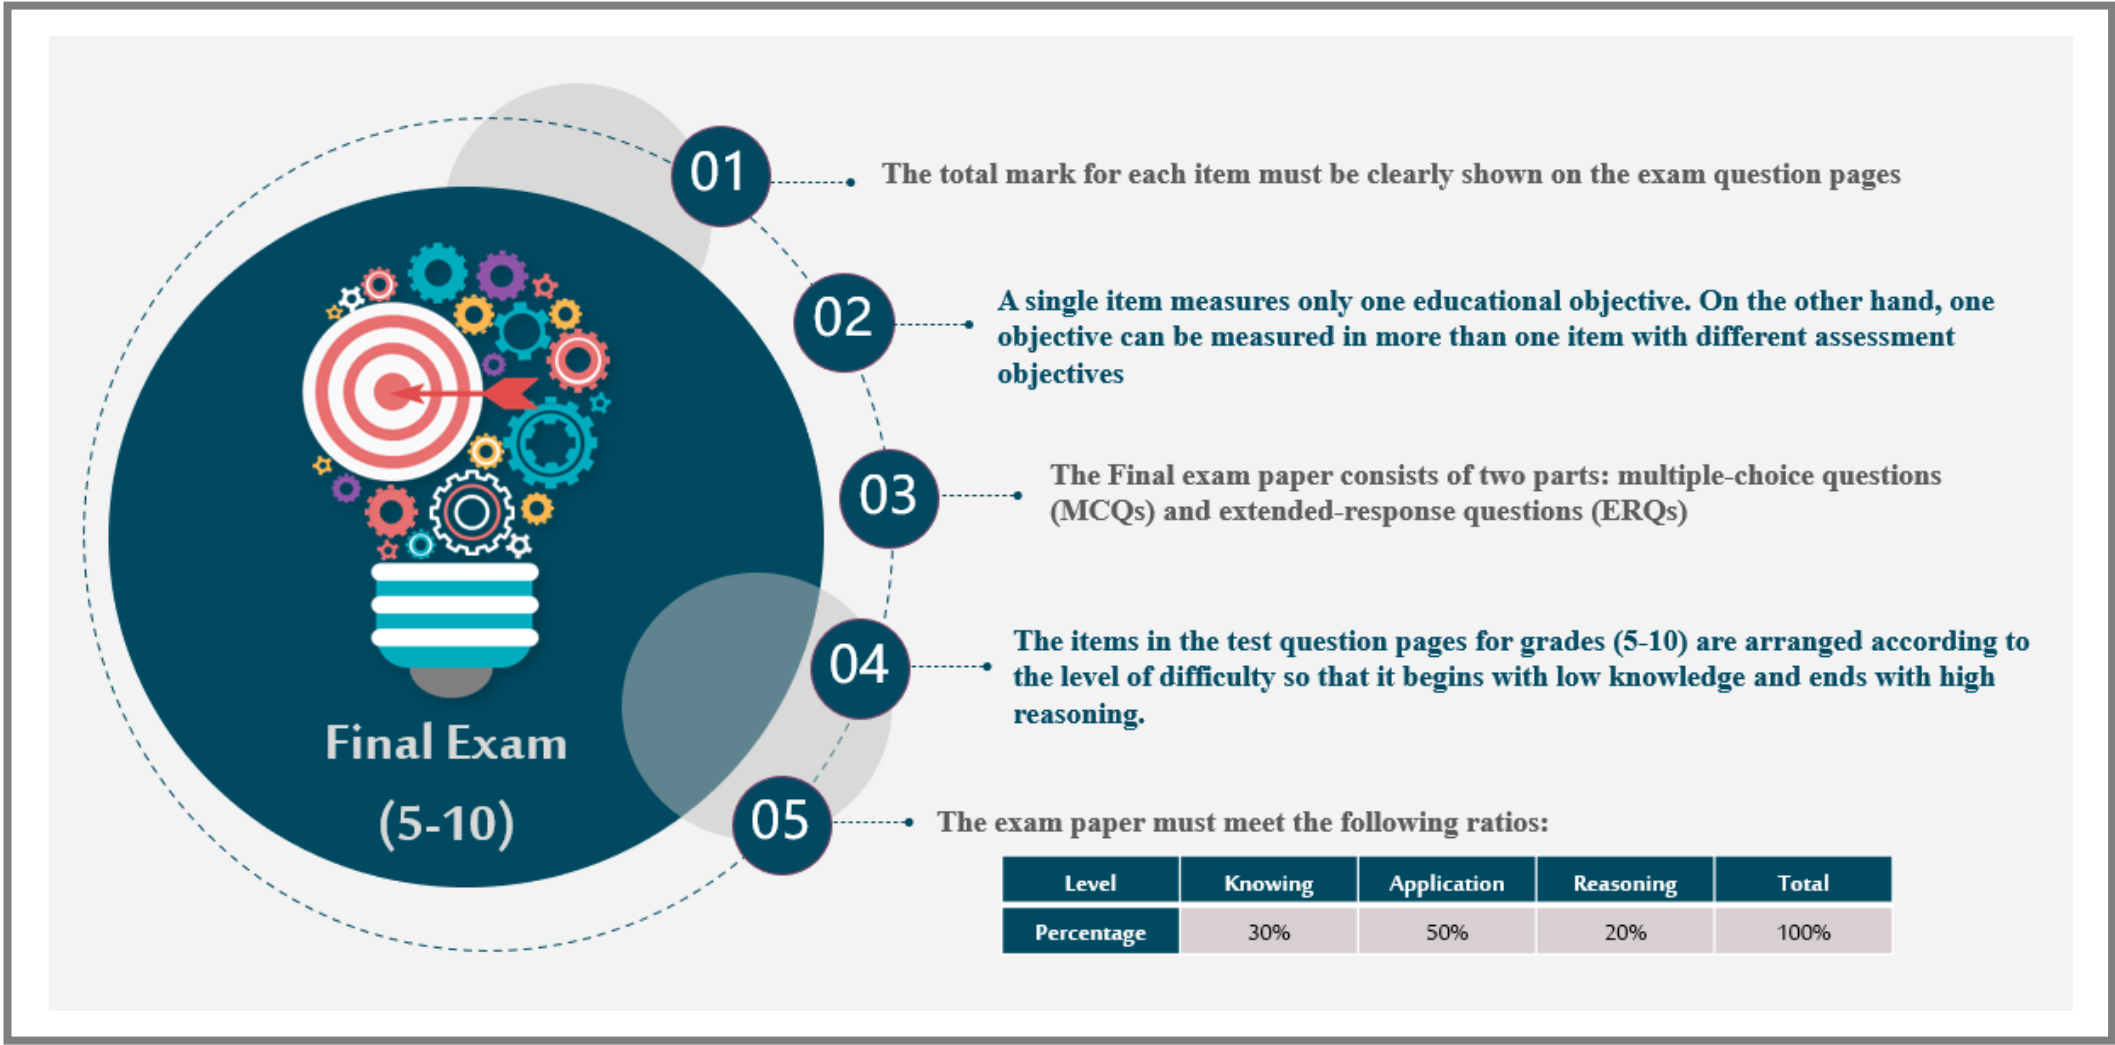 Final Exam
(5-10)
01
The total mark for each item must be clearly shown on the exam question pages
02
A single item measures only one educational objective. On the other hand, one
objective can be measured in more than one item with different assessment
objectives
03
The Final exam paper consists of two parts: multiple-choice questions
(MCQs) and extended-response questions (ERQs)
04
The items in the test question pages for grades (5-10) are arranged according to
the level of difficulty so that it begins with low knowledge and ends with high
reasoning.
05
The exam paper must meet the following ratios:
Level Knowing Application Reasoning Total
Percentage 30% 50% 20% 100%